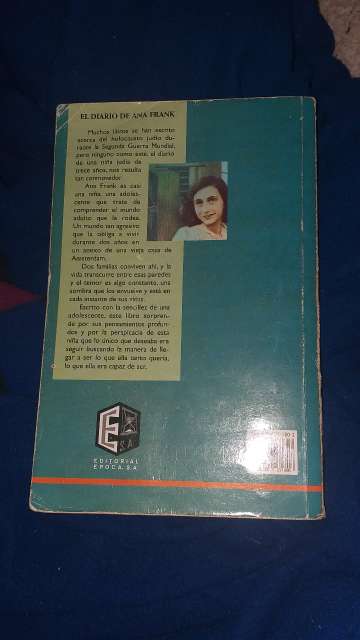 EL DIARIO DE ANA FRANK
Muchos libros se han escrito
acerca del holocausto judío du-
rante la Segunda Guerra Mundial,
pero ninguno como éste, el diario
de una niña judía de
trece años, nos resulta
tan conmovedor.
Ana Frank es casi
una niña, una adoles-
cente que trata de
comprender el mundo
adulto que la rodea.
Un mundo tan agresivo
que la obliga a vivir
durante dos años en
un anexo de una vieja casa de
Amsterdam.
Dos familias conviven ahí, y la
vida transcurre entre esas paredes
y el temor es algo constante, una
sombra que los envuelve y está en
cada instante de sus vidas.
Escrito con la sencillez de una
adolescente, este libro sorpren-
de por sus pensamientos profun-
dos y por la perspicacia de esta
niña que lo único que deseaba era
seguir buscando la manera de lle-
gar a ser lo que ella tanto quería,
lo que ella era capaz de ser.
E
S.A.
EDITORIAL
EPOCA, S.A.